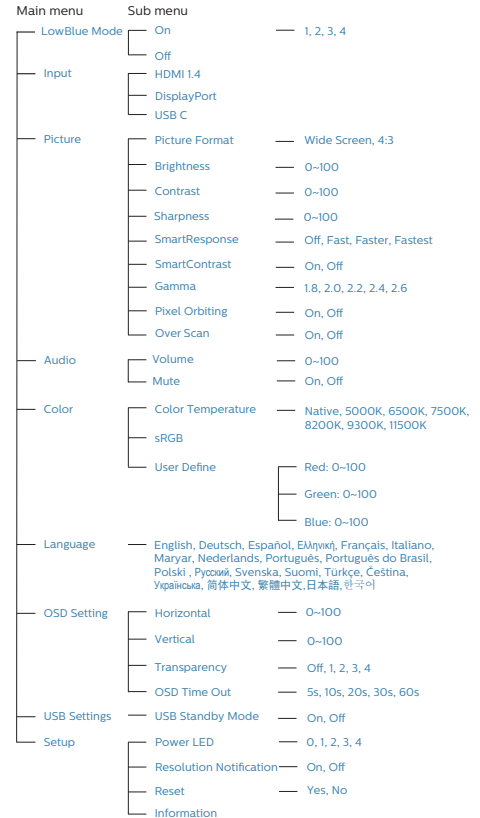 Main menu Sub menu
LowBlue Mode On 1, 2, 3, 4
Off
Input HDMI 1.4
DisplayPort
USB C
Picture Picture Format Wide Screen, 4:3
Brightness 0~100
Contrast 0~100
Sharpness 0~100
SmartResponse Off, Fast, Faster, Fastest
SmartContrast On, Off
Gamma 1.8, 2.0, 2.2, 2.4, 2.6
Pixel Orbiting On, Off
Over Scan On, Off
Audio Volume 0~100
Mute On, Off
Color Color Temperature Native, 5000K, 6500K, 7500K,
8200K, 9300K, 11500K
sRGB
User Define Red: 0~100
Green: 0~100
Blue: 0~100
Language English, Deutsch, Español, Ελληνική, Français, Italiano,
Maryar, Nederlands, Português, Português do Brasil,
Polski , Русский, Svenska, Suomi, Türkçe, Čeština,
Українська, 简体中文, 繁體中文,日本語,한국어
OSD Setting Horizontal 0~100
Vertical 0~100
Transparency Off, 1, 2, 3, 4
OSD Time Out 5s, 10s, 20s, 30s, 60s
USB Settings USB Standby Mode On, Off
Setup Power LED 0, 1, 2, 3, 4
Resolution Notification On, Off
Reset Yes, No
Information